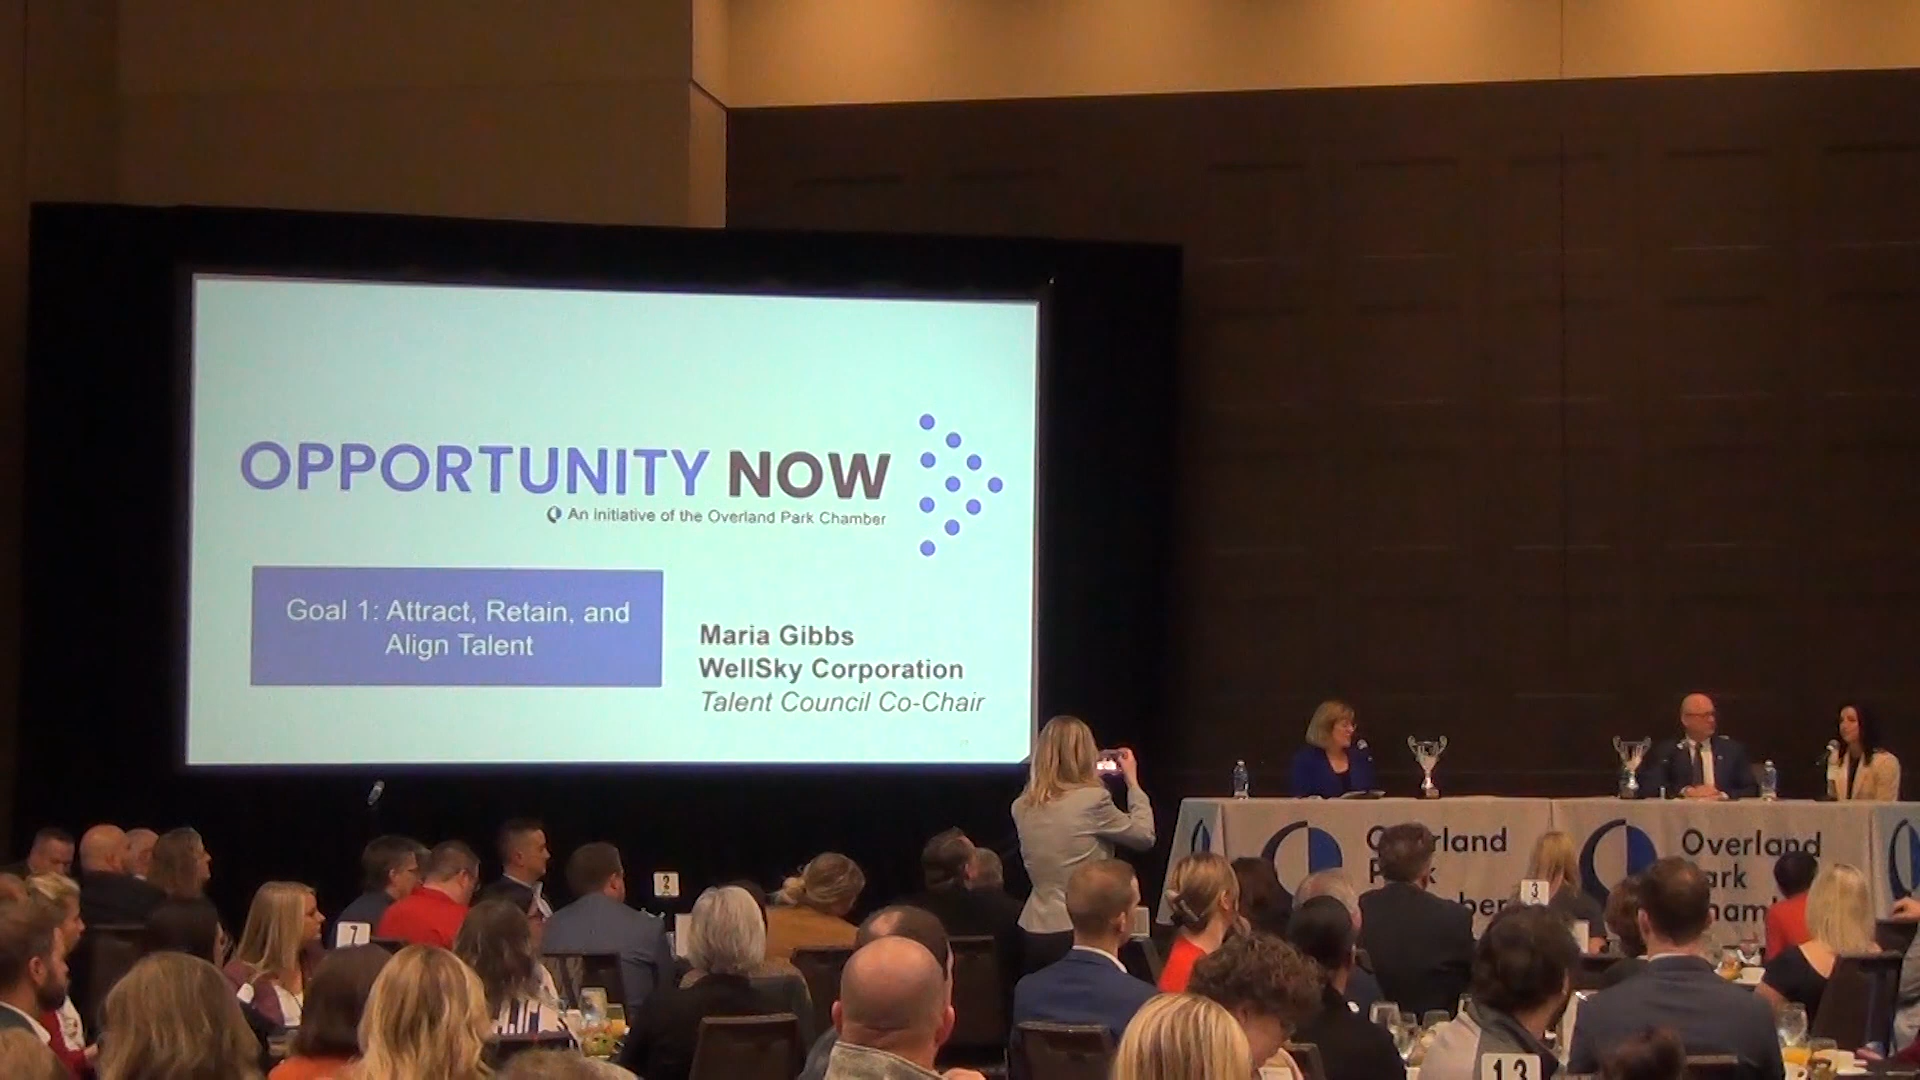 OPPORTUNITY NOW
An Initiative of the Overland Park Chamber
Goal 1: Attract, Retain, and
Align Talent
Maria Gibbs
WellSky Corporation
Talent Council Co-Chair
Overland
2
3
7
13